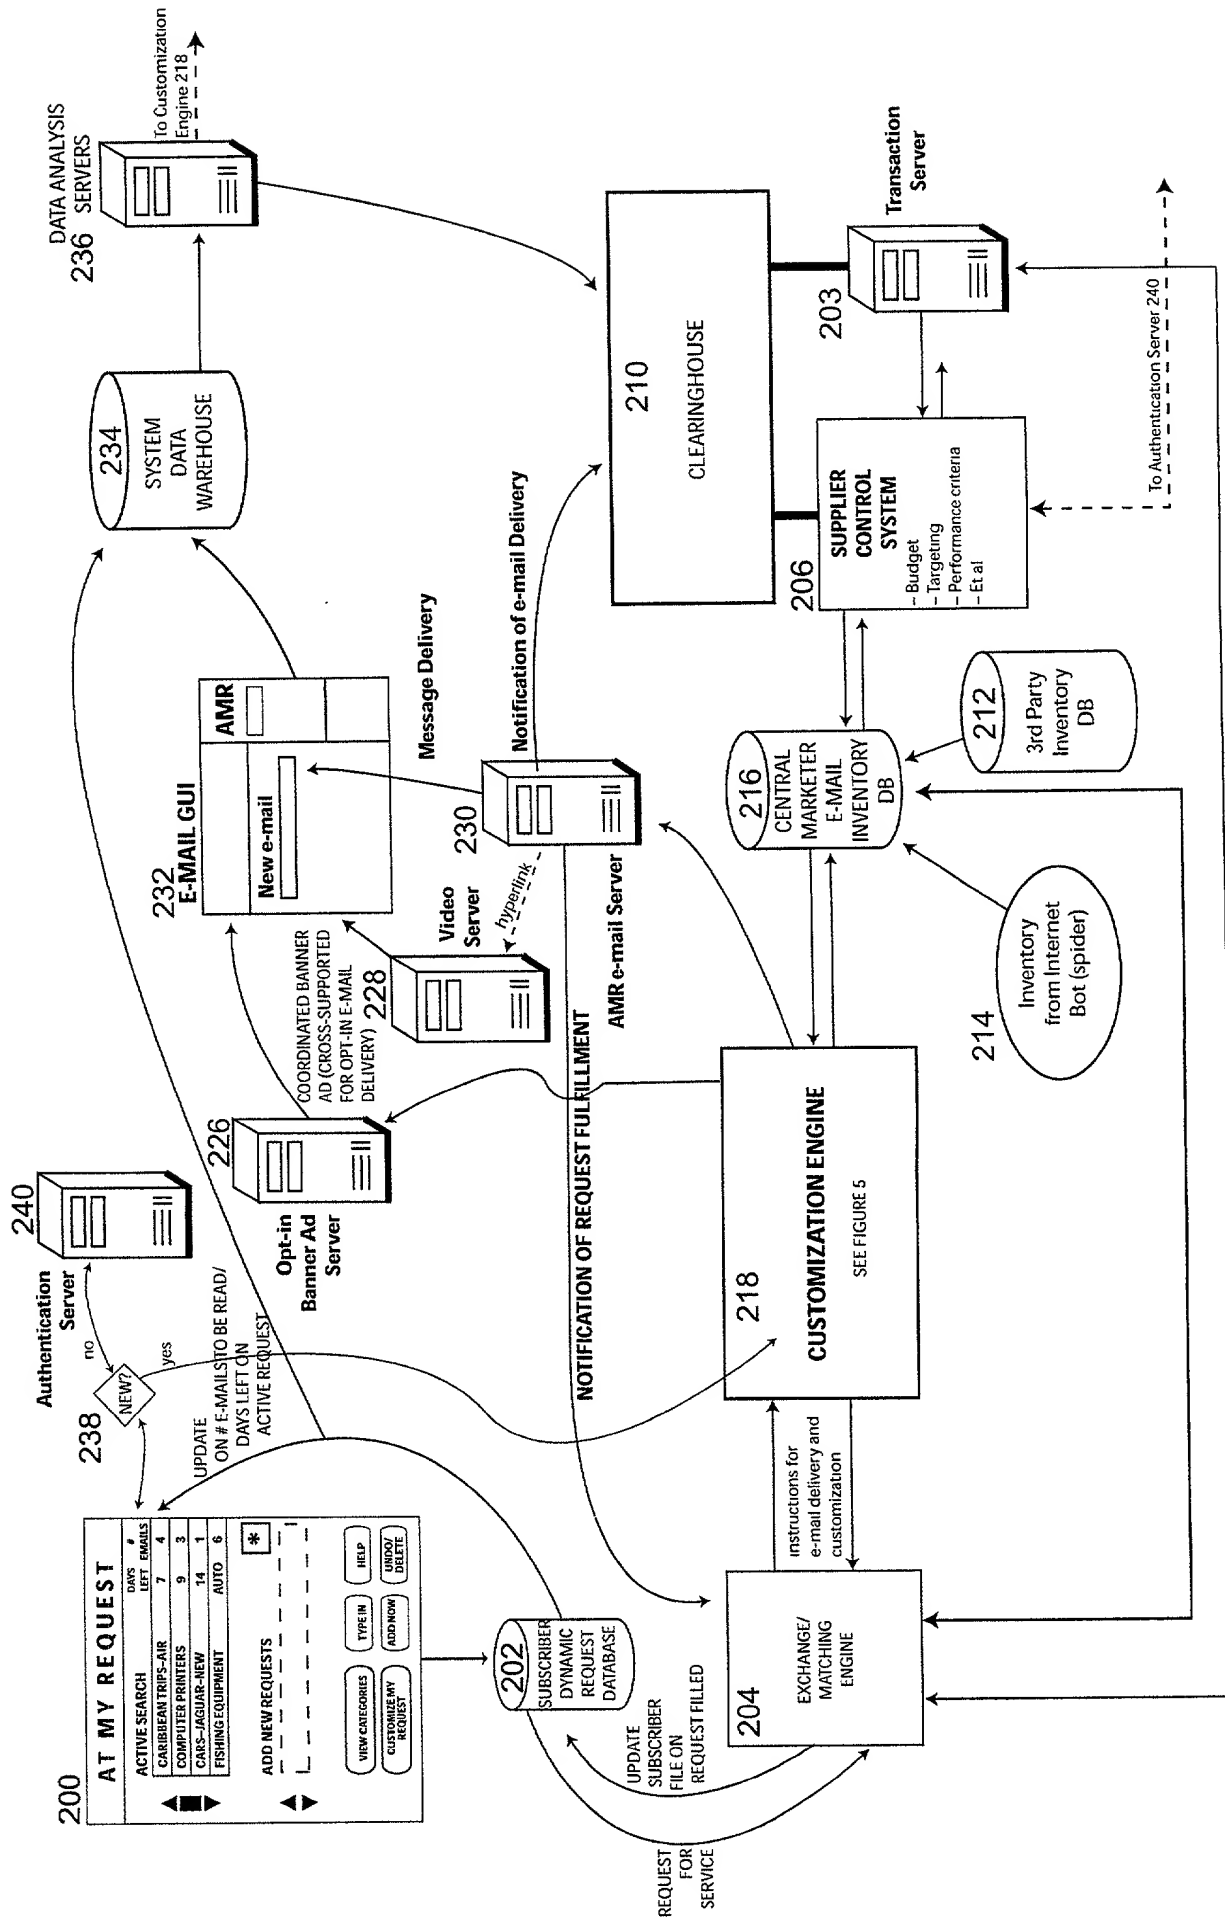 200
AT MY REQUEST
ACTIVE SEARCH
DAYS LEFT
# EMAILS
CARIBBEAN TRIPS–AIR 7 4
COMPUTER PRINTERS 9 3
CARS–JAGUAR–NEW 14 1
FISHING EQUIPMENT AUTO 6
ADD NEW REQUESTS
*
VIEW CATEGORIES
TYPE IN
HELP
CUSTOMIZE MY
REQUEST
ADD NOW
UNDO/
DELETE
238
NEW?
no
yes
Authentication
Server
240
UPDATE
ON # E-MAILS TO BE READ/
DAYS LEFT ON
ACTIVE REQUEST
226
Opt-in
Banner Ad
Server
COORDINATED BANNER
AD (CROSS-SUPPORTED
FOR OPT-IN E-MAIL
DELIVERY)
228
Video
Server
hyperlink
232
E-MAIL GUI
New e-mail
AMR
Message Delivery
230
AMR e-mail Server
Notification of e-mail Delivery
NOTIFICATION OF REQUEST FULFILLMENT
234
SYSTEM
DATA
WAREHOUSE
236
DATA ANALYSIS
SERVERS
To Customization
Engine 218
202
SUBSCRIBER
DYNAMIC
REQUEST
DATABASE
UPDATE
SUBSCRIBER
FILE ON
REQUEST FILLED
REQUEST
FOR
SERVICE
204
EXCHANGE/
MATCHING
ENGINE
instructions for
e-mail delivery and
customization
218
CUSTOMIZATION ENGINE
SEE FIGURE 5
216
CENTRAL
MARKETER
E-MAIL
INVENTORY
DB
214
Inventory
from Internet
Bot (spider)
212
3rd Party
Inventory
DB
206
SUPPLIER
CONTROL
SYSTEM
– Budget
– Targeting
– Performance criteria
– Et al
210
CLEARINGHOUSE
203
Transaction
Server
To Authentication Server 240